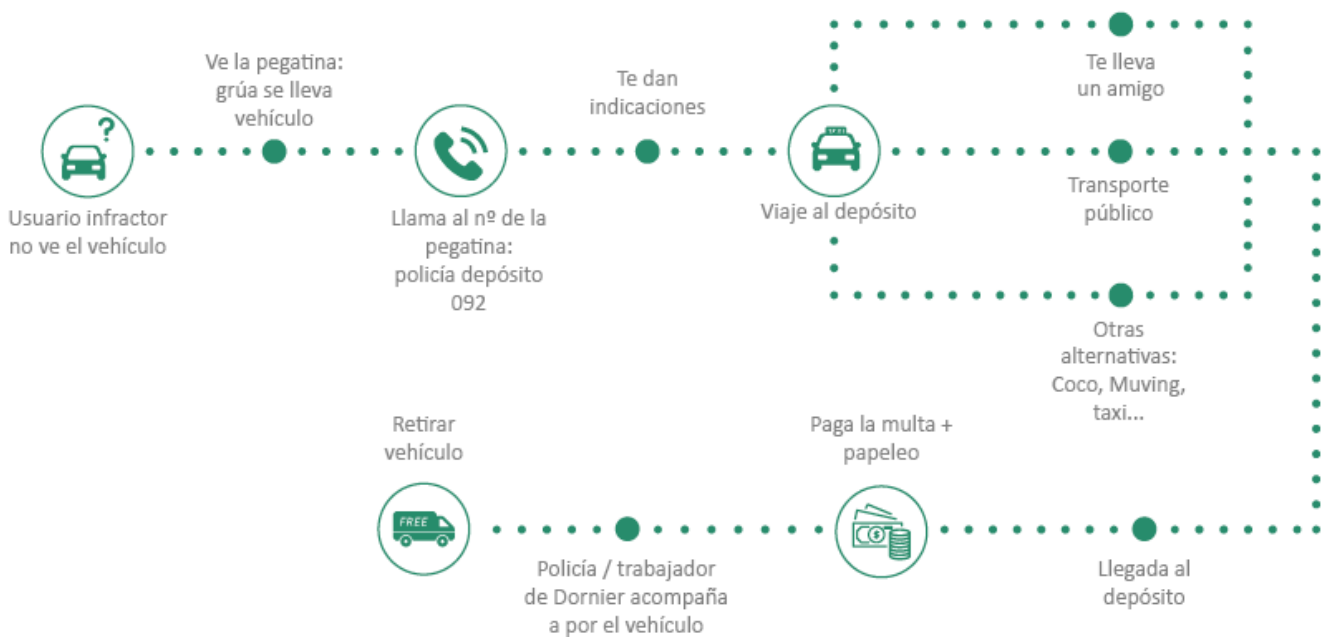 Usuario infractor
no ve el vehículo
Ve la pegatina:
grúa se lleva
vehículo
Llama al nº de la
pegatina:
policía depósito
092
Te dan
indicaciones
TAXI
Viaje al depósito
Te lleva
un amigo
Transporte
público
Otras
alternativas:
Coco, Muving,
taxi...
Llegada al
depósito
Paga la multa +
papeleo
Policía / trabajador
de Dornier acompaña
a por el vehículo
Retirar
vehículo
FREE